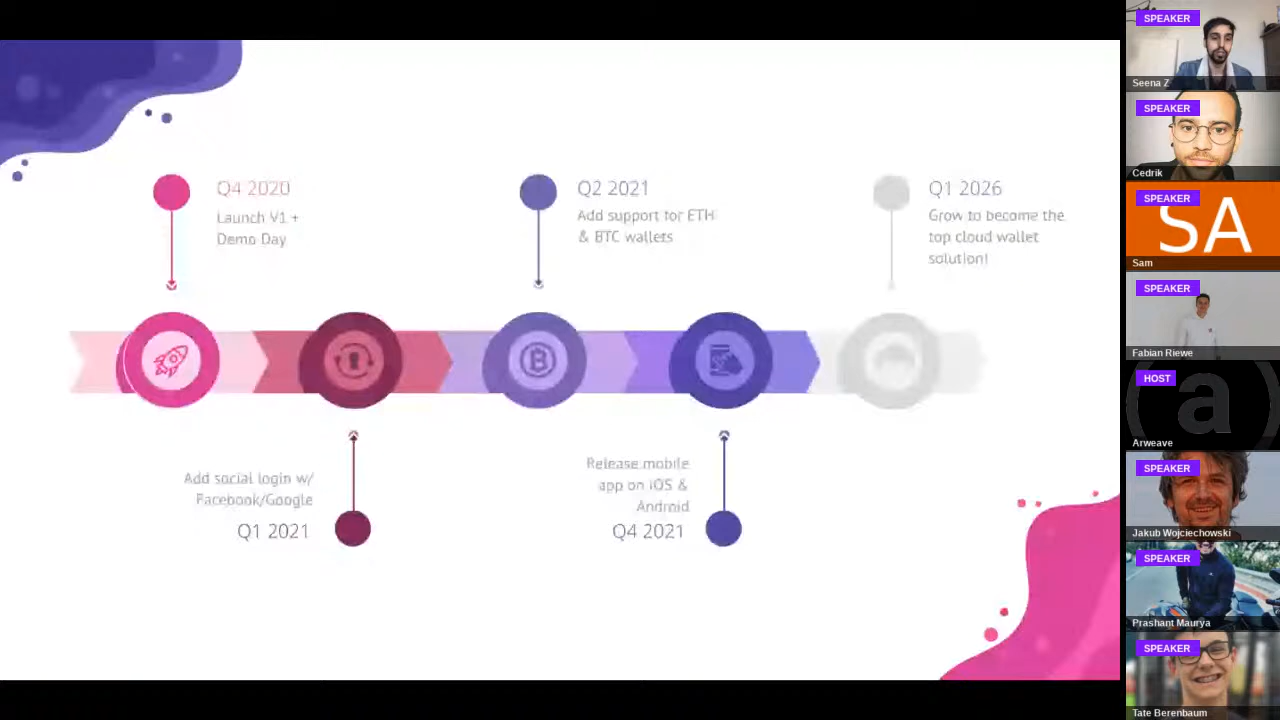 Q4 2020
Launch V1 +
Demo Day
Q2 2021
Add support for ETH
& BTC wallets
Q1 2026
Grow to become the
top cloud wallet
solution!
Add social login w/
Facebook/Google
Q1 2021
Release mobile
app on iOS &
Android
Q4 2021
SPEAKER
Seena Z
SPEAKER
Cedrik
SPEAKER
SA
Sam
SPEAKER
Fabian Riewe
HOST
a
Arweave
SPEAKER
Jakub Wojciechowski
SPEAKER
Prashant Maurya
SPEAKER
Tate Berenbaum